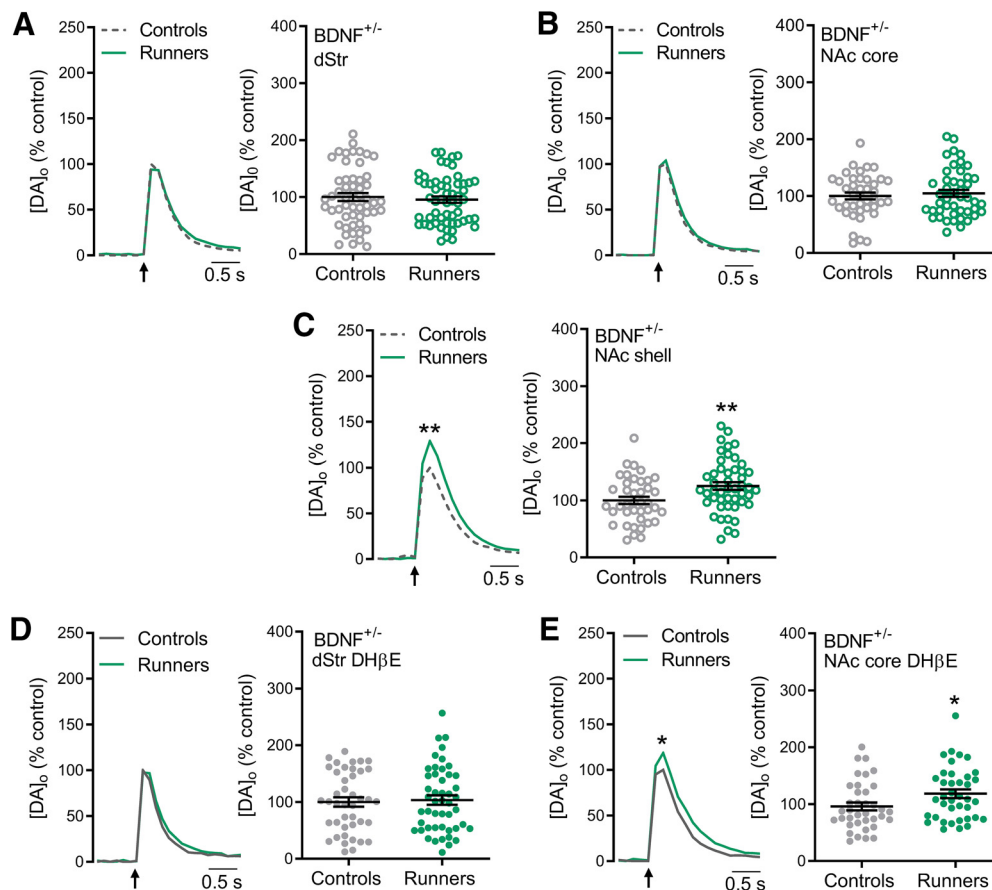 A
Controls
Runners
[DA]o (% control)
250
200
150
100
50
0
0.5 s
BDNF+/-
dStr
[DA]o (% control)
400
300
200
100
0
Controls
Runners
B
Controls
Runners
[DA]o (% control)
250
200
150
100
50
0
0.5 s
BDNF+/-
NAc core
[DA]o (% control)
400
300
200
100
0
Controls
Runners
C
Controls
Runners
[DA]o (% control)
250
200
150
100
50
0
**
0.5 s
BDNF+/-
NAc shell
[DA]o (% control)
400
300
200
100
0
**
Controls
Runners
D
Controls
Runners
[DA]o (% control)
250
200
150
100
50
0
0.5 s
BDNF+/-
dStr DHβE
[DA]o (% control)
400
300
200
100
0
Controls
Runners
E
Controls
Runners
[DA]o (% control)
250
200
150
100
50
0
*
0.5 s
BDNF+/-
NAc core DHβE
[DA]o (% control)
400
300
200
100
0
*
Controls
Runners